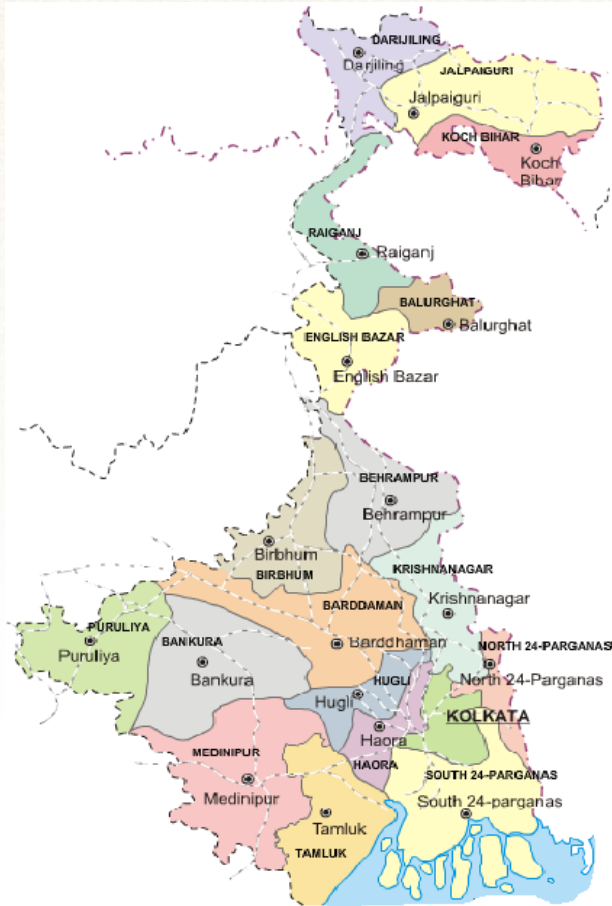 DARIJILING
Darjiling
JALPAIGURI
Jalpaiguri
KOCH BIHAR
Koch
Bihar
RAIGANJ
Raiganj
BALURGHAT
Balurghat
ENGLISH BAZAR
English Bazar
BEHRAMPUR
Behrampur
Birbhum
BIRBHUM
KRISHNANAGAR
Krishnanagar
BARDDAMAN
Barddhaman
PURULIYA
Puruliya
BANKURA
Bankura
NORTH 24-PARGANAS
North 24-Parganas
HUGLI
Hugli
KOLKATA
Haora
HAORA
MEDINIPUR
Medinipur
SOUTH 24-PARGANAS
South 24-parganas
Tamluk
TAMLUK